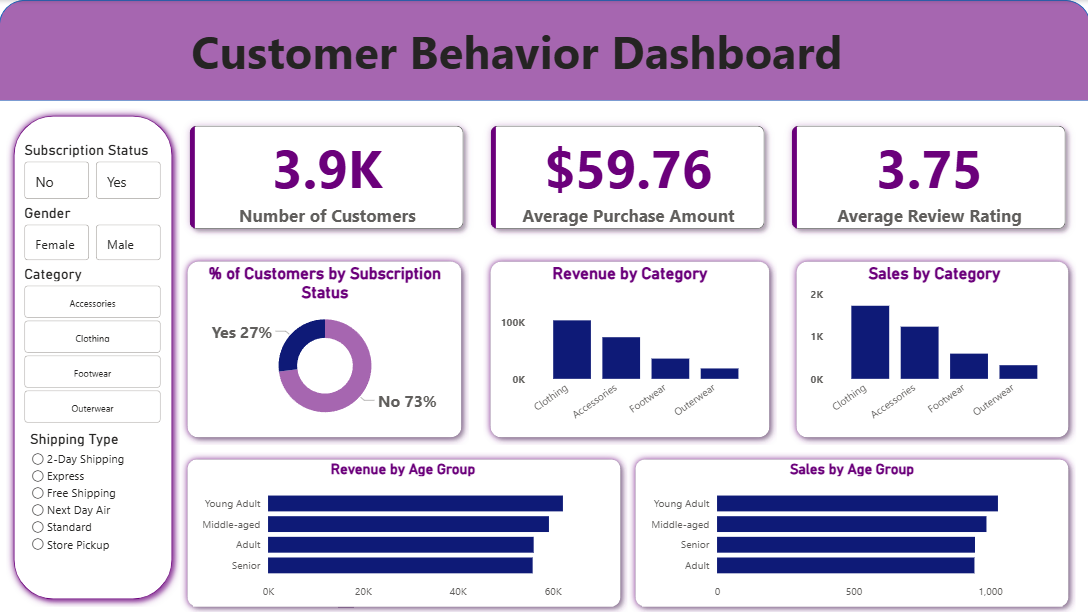 Customer Behavior Dashboard
Subscription Status
No
Yes
Gender
Female
Male
Category
Accessories
Clothing
Footwear
Outerwear
Shipping Type
2-Day Shipping
Express
Free Shipping
Next Day Air
Standard
Store Pickup
3.9K
Number of Customers
$59.76
Average Purchase Amount
3.75
Average Review Rating
% of Customers by Subscription
Status
Yes 27%
No 73%
Revenue by Category
100K
0K
Clothing
Accessories
Footwear
Outerwear
Sales by Category
2K
1K
0K
Clothing
Accessories
Footwear
Outerwear
Revenue by Age Group
Young Adult
Middle-aged
Adult
Senior
0K 20K 40K 60K
Sales by Age Group
Young Adult
Middle-aged
Senior
Adult
0 500 1,000